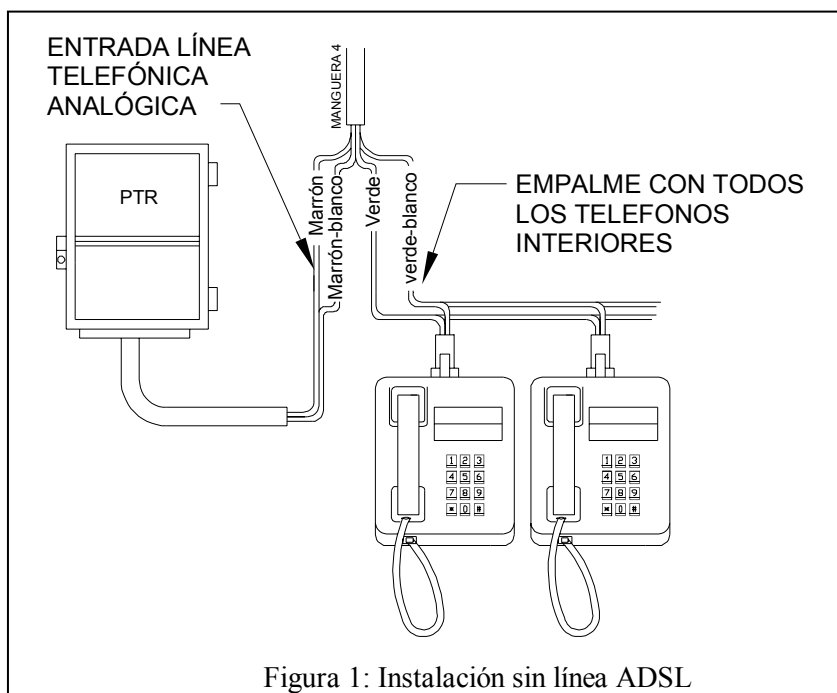 ENTRADA LÍNEA
TELEFÓNICA
ANALÓGICA
MANGUERA 4
PTR
Marrón
Marrón-blanco
Verde
verde-blanco
EMPALME CON TODOS
LOS TELEFONOS
INTERIORES
1 2 3
4 5 6
7 8 9
* 0 #
1 2 3
4 5 6
7 8 9
* 0 #
Figura 1: Instalación sin línea ADSL